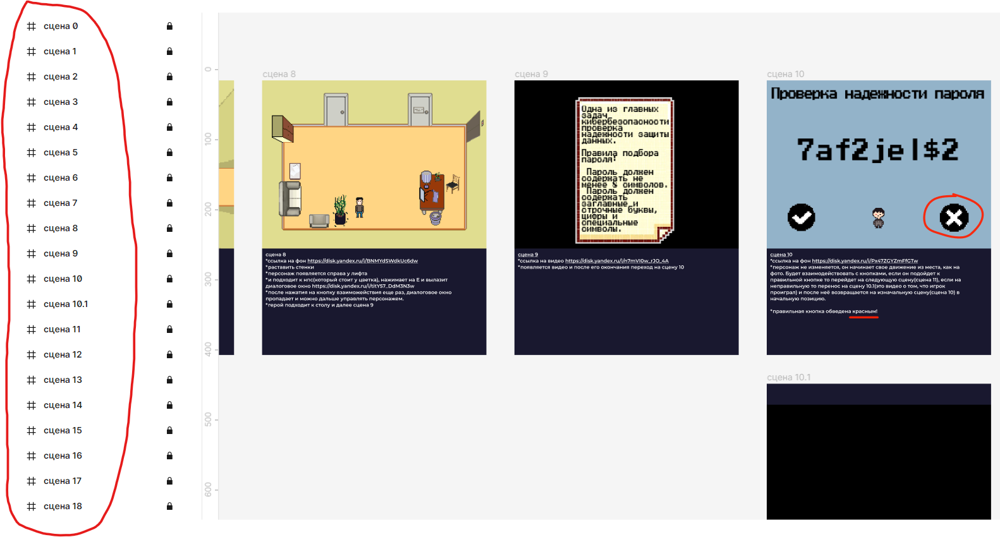 сцена 0
сцена 1
сцена 2
сцена 3
сцена 4
сцена 5
сцена 6
сцена 7
сцена 8
сцена 9
сцена 10
сцена 10.1
сцена 11
сцена 12
сцена 13
сцена 14
сцена 15
сцена 16
сцена 17
сцена 18
0
100
200
300
400
500
600
сцена 8
сцена 8
*ссылка на фон https://disk.yandex.ru/i/BNMYdSWdkUc6dw
*раставить стенки
*персонаж появляется справа у лифта
*и подходит к нпс(который стоит у цветка), нажимает на Е и вылазит
диалоговое окно https://disk.yandex.ru/i/titY57_DdM3N3w
*после нажатия на кнопку взаиможействия еще раз, диалоговое окно
пропадает и можно дальше управлять персонажем.
*герой подходит к столу и далее сцена 9
сцена 9
Одна из главных
задач
кибербезопасности
проверка
надежности защиты
данных.
Правила подбора
пароля:
Пароль должен
содержать не
менее 8 символов.
Пароль должен
содержать
заглавные и
строчные буквы,
цифры и
специальные
символы.
сцена 9
*ссылка на видео https://disk.yandex.ru/i/n7mVI0w_rJO_4A
*появляется видео и после его окончания переход на сцену 10
сцена 10
Проверка надежности пароля
7af2jel$2
сцена 10
*ссылка на фон https://disk.yandex.ru/i/Px47ZGYZmFfGTw
*персонаж не изменяется, он начинает свое движение из места, как на
фото. Будет взаимодействовать с кнопками, если он подойдет к
правильной кнопке то перейдет на следующую сцену(сцена 11), если на
неправильную то перенос на сцену 10.1(это видео о том, что игрок
проиграл) и после неё возвращается на изначальную сцену(сцена 10) в
начальную позицию.
*правильная кнопка обведена красным!
сцена 10.1